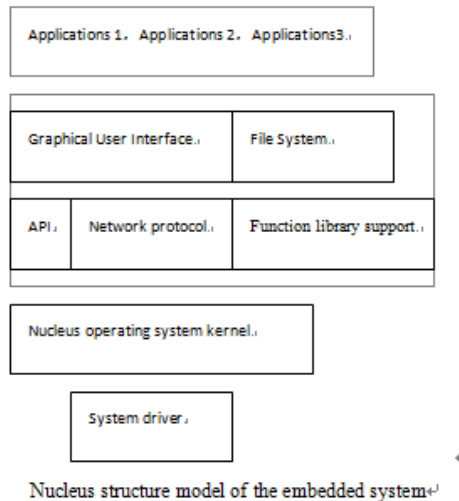 Applications 1, Applications 2, Applications3.
Graphical User Interface.
File System.
API
Network protocol.
Function library support.
Nucleus operating system kernel.
System driver
Nucleus structure model of the embedded system